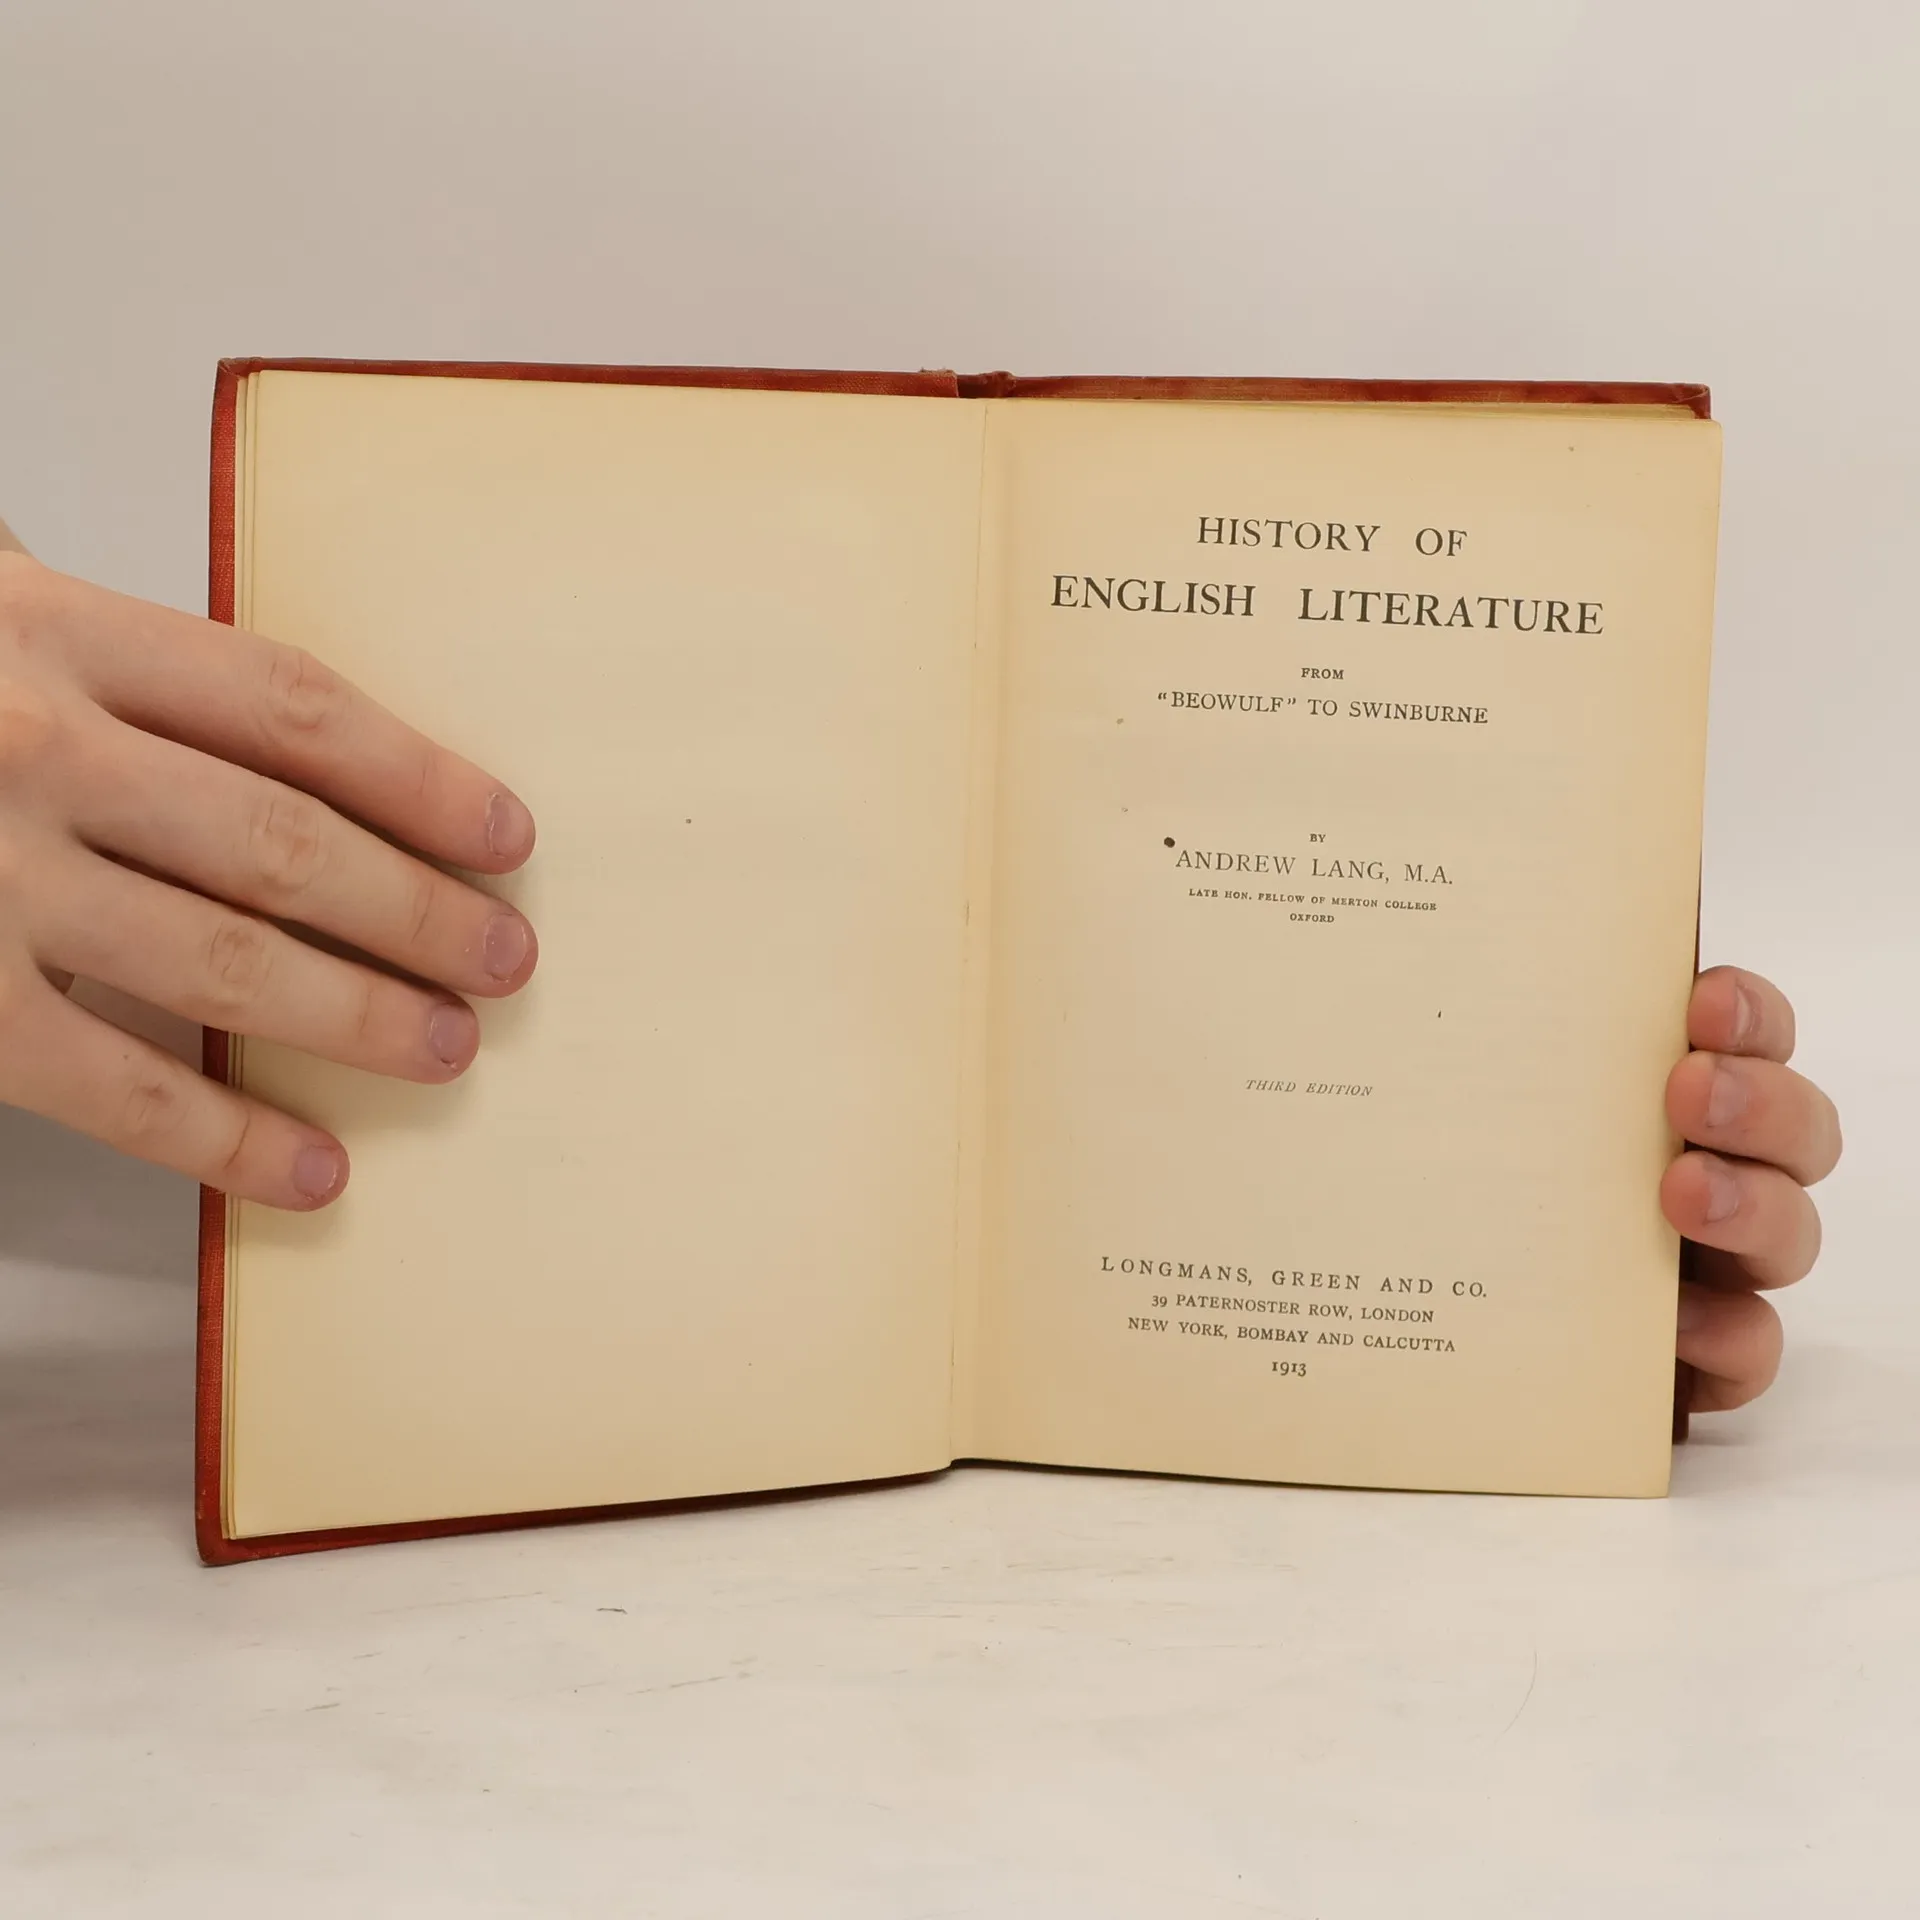 HISTORY OF
ENGLISH LITERATURE
FROM
"BEOWULF" TO SWINBURNE
BY
ANDREW LANG, M.A.
LATE HON. FELLOW OF MERTON COLLEGE
OXFORD
THIRD EDITION
LONGMANS, GREEN AND CO.
39 PATERNOSTER ROW, LONDON
NEW YORK, BOMBAY AND CALCUTTA
1913